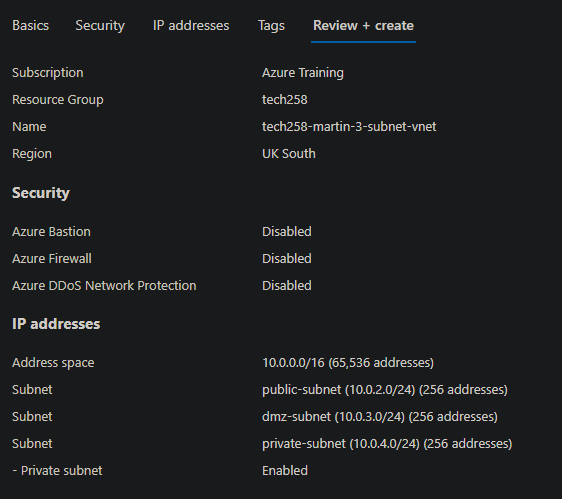 Basics Security IP addresses Tags Review + create
Subscription Azure Training
Resource Group tech258
Name tech258-martin-3-subnet-vnet
Region UK South
Security
Azure Bastion Disabled
Azure Firewall Disabled
Azure DDoS Network Protection Disabled
IP addresses
Address space 10.0.0.0/16 (65,536 addresses)
Subnet public-subnet (10.0.2.0/24) (256 addresses)
Subnet dmz-subnet (10.0.3.0/24) (256 addresses)
Subnet private-subnet (10.0.4.0/24) (256 addresses)
- Private subnet Enabled